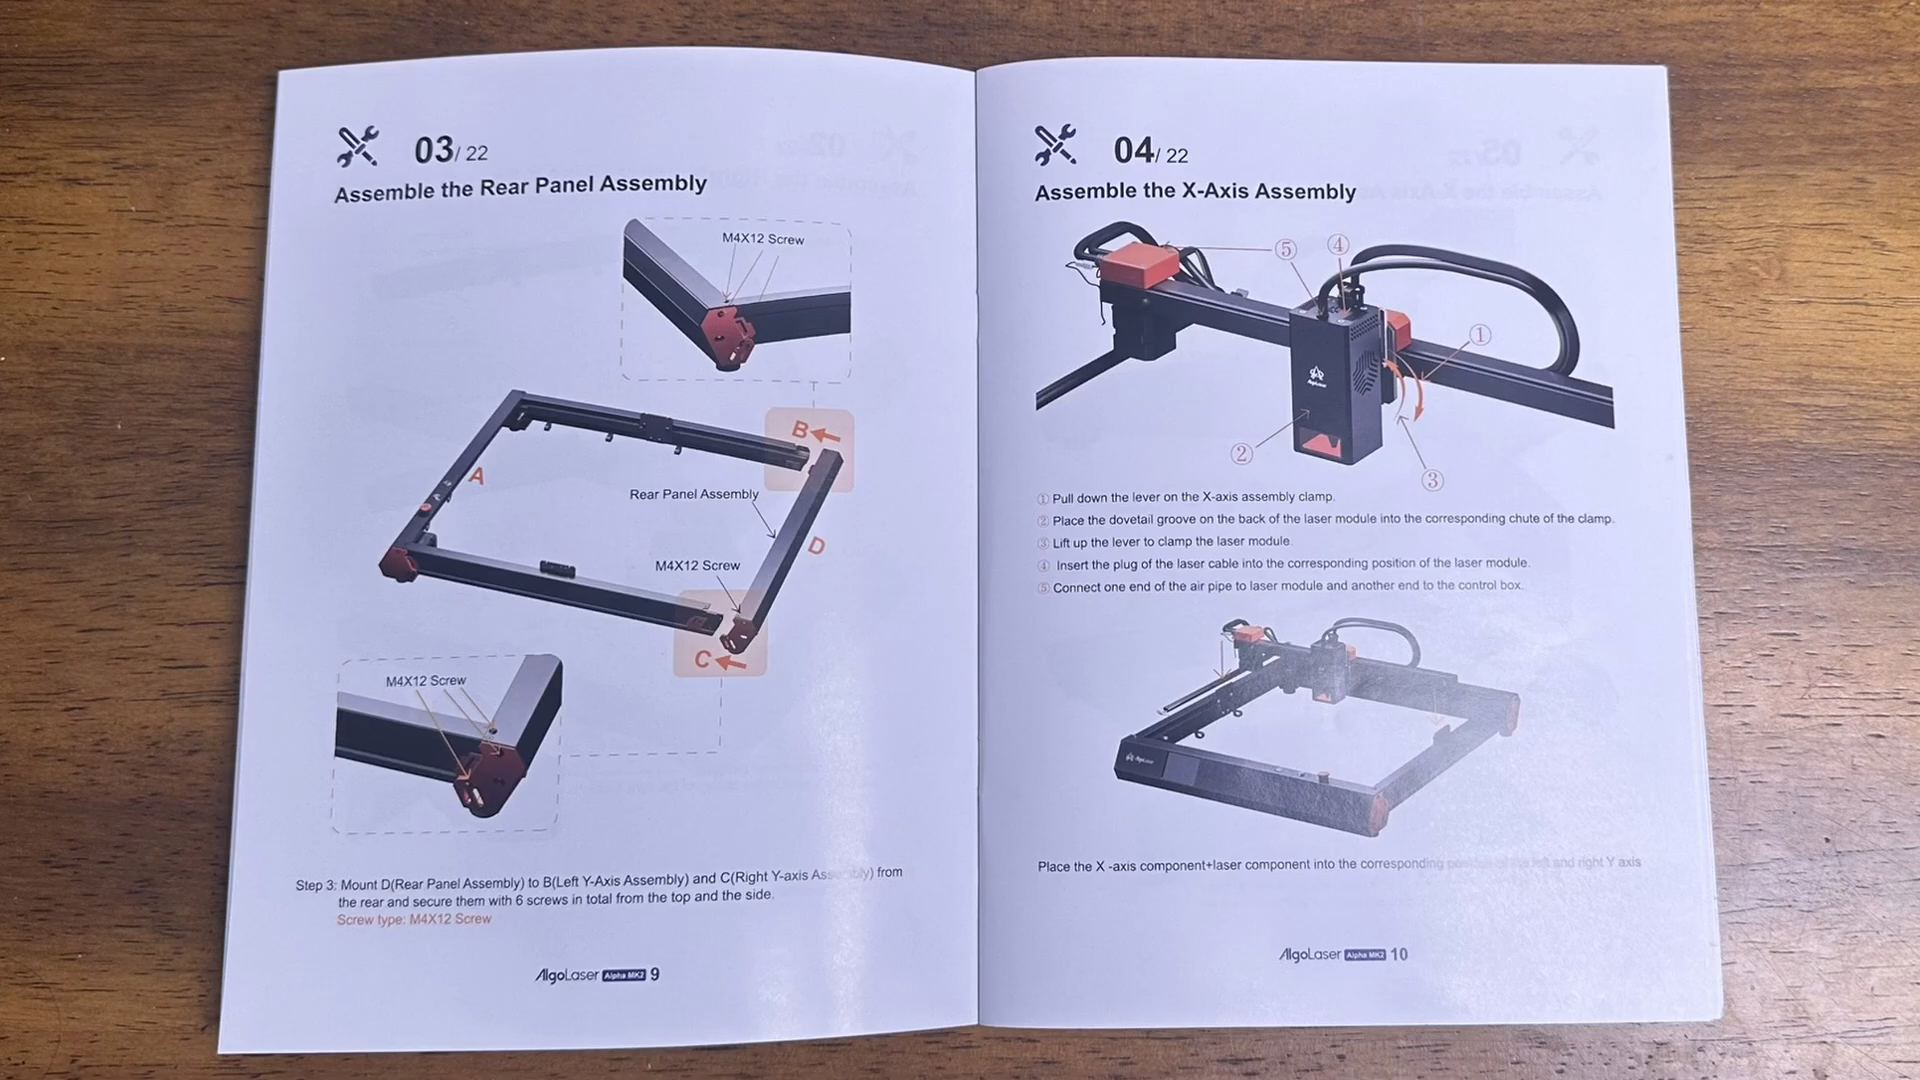 03/ 22
Assemble the Rear Panel Assembly
M4X12 Screw
B
A
Rear Panel Assembly
D
M4X12 Screw
C
M4X12 Screw
Step 3: Mount D(Rear Panel Assembly) to B(Left Y-Axis Assembly) and C(Right Y-axis Assembly) from
the rear and secure them with 6 screws in total from the top and the side.
Screw type: M4X12 Screw
AlgoLaser Alpha MK2 9
04/ 22
Assemble the X-Axis Assembly
⑤ ④
①
AlgoLaser
②
③
① Pull down the lever on the X-axis assembly clamp.
② Place the dovetail groove on the back of the laser module into the corresponding chute of the clamp.
③ Lift up the lever to clamp the laser module.
④ Insert the plug of the laser cable into the corresponding position of the laser module.
⑤ Connect one end of the air pipe to laser module and another end to the control box.
AlgoLaser
Place the X -axis component+laser component into the corresponding left and right Y axis
AlgoLaser Alpha MK2 10